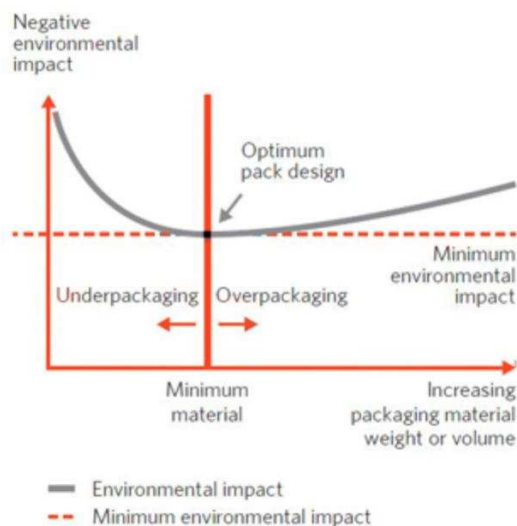 Negative
environmental
impact
Optimum
pack design
Minimum
environmental
impact
Underpackaging
Overpackaging
Minimum
material
Increasing
packaging material
weight or volume
Environmental impact
Minimum environmental impact